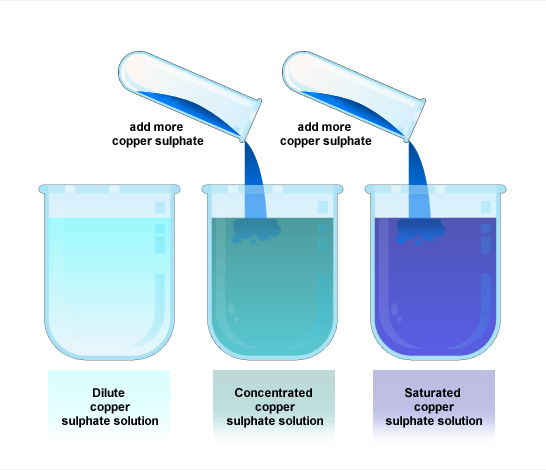 add more
copper sulphate
add more
copper sulphate
Dilute
copper
sulphate solution
Concentrated
copper
sulphate solution
Saturated
copper
sulphate solution